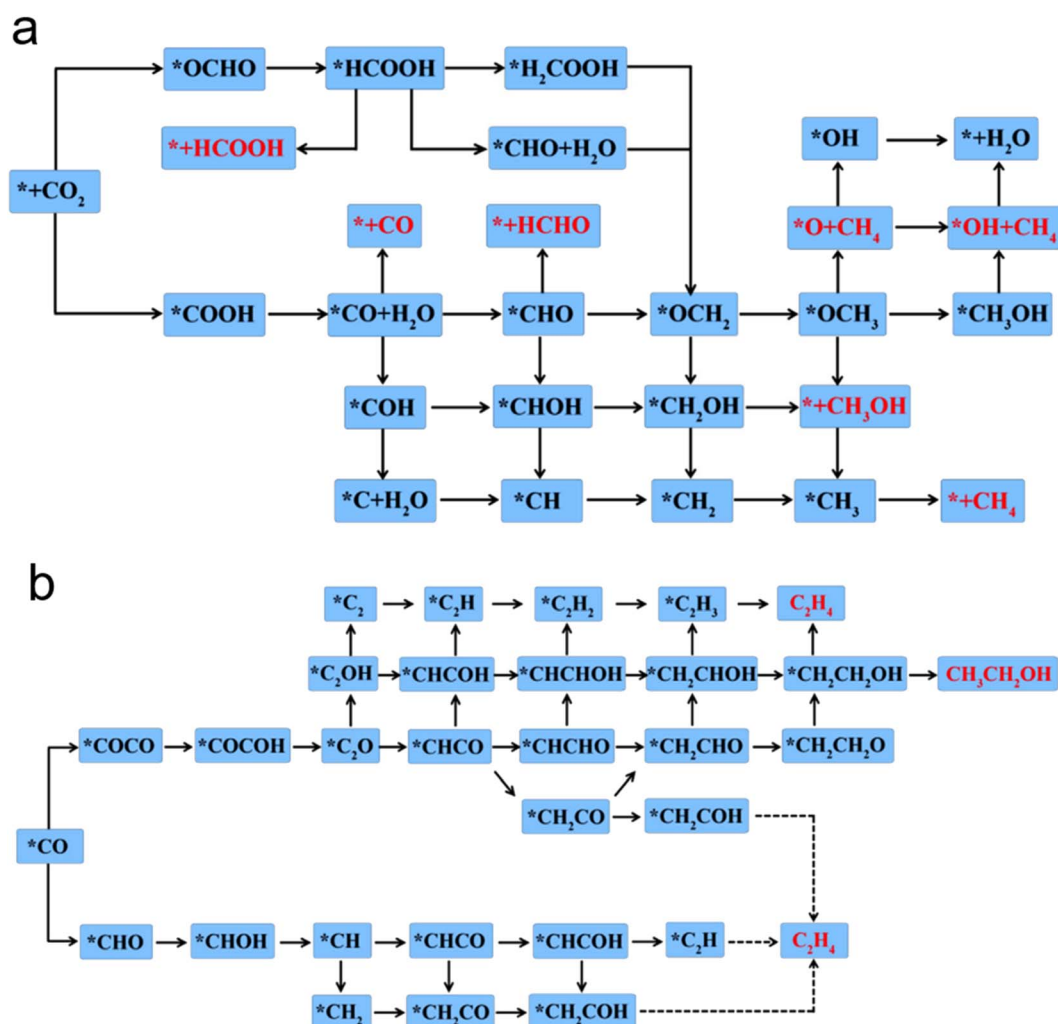 a
*OCHO *HCOOH *H₂COOH
*+HCOOH *CHO+H₂O *OH *+H₂O
*+CO₂
*+CO *+HCHO *O+CH₄ *OH+CH₄
*COOH *CO+H₂O *CHO *OCH₂ *OCH₃ *CH₃OH
*COH *CHOH *CH₂OH *+CH₃OH
*C+H₂O *CH *CH₂ *CH₃ *+CH₄
b
*C₂ *C₂H *C₂H₂ *C₂H₃ C₂H₄
*C₂OH *CHCOH *CHCHOH *CH₂CHOH *CH₂CH₂OH CH₃CH₂OH
*COCO *COCOH *C₂O *CHCO *CHCHO *CH₂CHO *CH₂CH₂O
*CH₂CO *CH₂COH
*CO
*CHO *CHOH *CH *CHCO *CHCOH *C₂H C₂H₄
*CH₂ *CH₂CO *CH₂COH